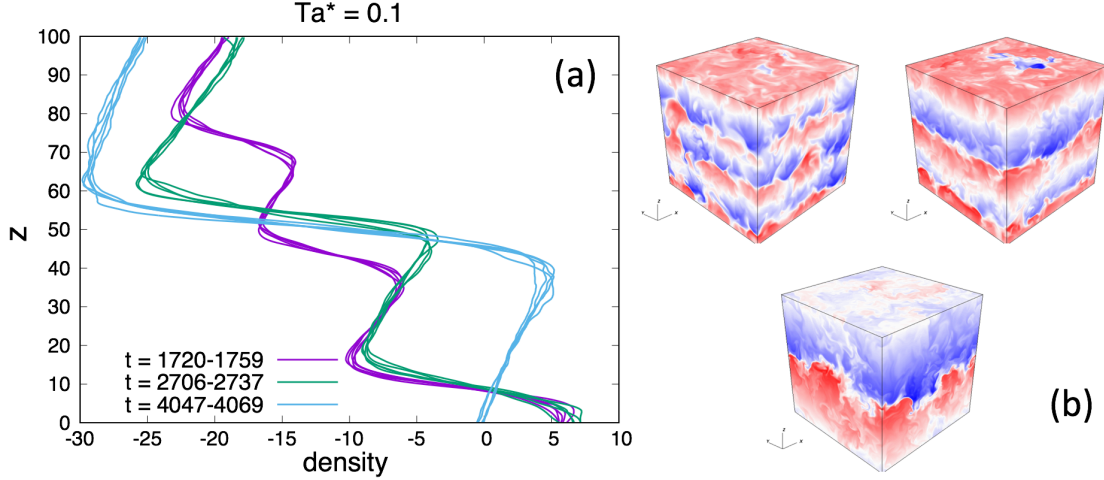 Ta* = 0.1
(a)
z
100
90
80
70
60
50
40
30
20
10
0
t = 1720-1759
t = 2706-2737
t = 4047-4069
-30 -25 -20 -15 -10 -5 0 5 10
density
z
Y X
z
Y X
z
Y X
(b)